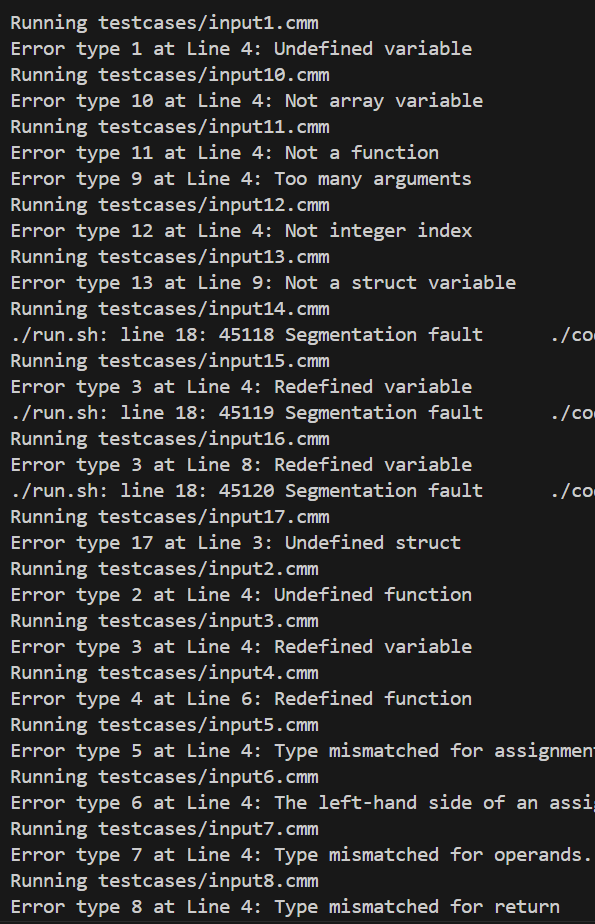 Running testcases/input1.cmm
Error type 1 at Line 4: Undefined variable
Running testcases/input10.cmm
Error type 10 at Line 4: Not array variable
Running testcases/input11.cmm
Error type 11 at Line 4: Not a function
Error type 9 at Line 4: Too many arguments
Running testcases/input12.cmm
Error type 12 at Line 4: Not integer index
Running testcases/input13.cmm
Error type 13 at Line 9: Not a struct variable
Running testcases/input14.cmm
./run.sh: line 18: 45118 Segmentation fault      ./co
Running testcases/input15.cmm
Error type 3 at Line 4: Redefined variable
./run.sh: line 18: 45119 Segmentation fault      ./co
Running testcases/input16.cmm
Error type 3 at Line 8: Redefined variable
./run.sh: line 18: 45120 Segmentation fault      ./co
Running testcases/input17.cmm
Error type 17 at Line 3: Undefined struct
Running testcases/input2.cmm
Error type 2 at Line 4: Undefined function
Running testcases/input3.cmm
Error type 3 at Line 4: Redefined variable
Running testcases/input4.cmm
Error type 4 at Line 6: Redefined function
Running testcases/input5.cmm
Error type 5 at Line 4: Type mismatched for assignmen
Running testcases/input6.cmm
Error type 6 at Line 4: The left-hand side of an assi
Running testcases/input7.cmm
Error type 7 at Line 4: Type mismatched for operands.
Running testcases/input8.cmm
Error type 8 at Line 4: Type mismatched for return